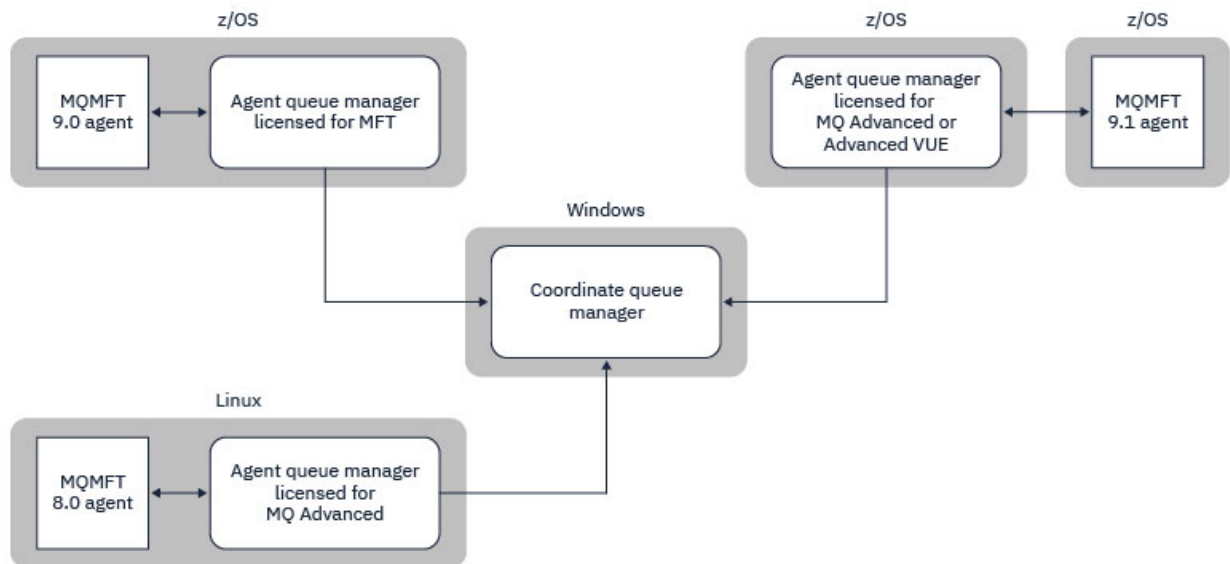 z/OS
MQMFT
9.0 agent
Agent queue manager
licensed for MFT
z/OS
Agent queue manager
licensed for
MQ Advanced or
Advanced VUE
z/OS
MQMFT
9.1 agent
Windows
Coordinate queue
manager
Linux
MQMFT
8.0 agent
Agent queue manager
licensed for
MQ Advanced